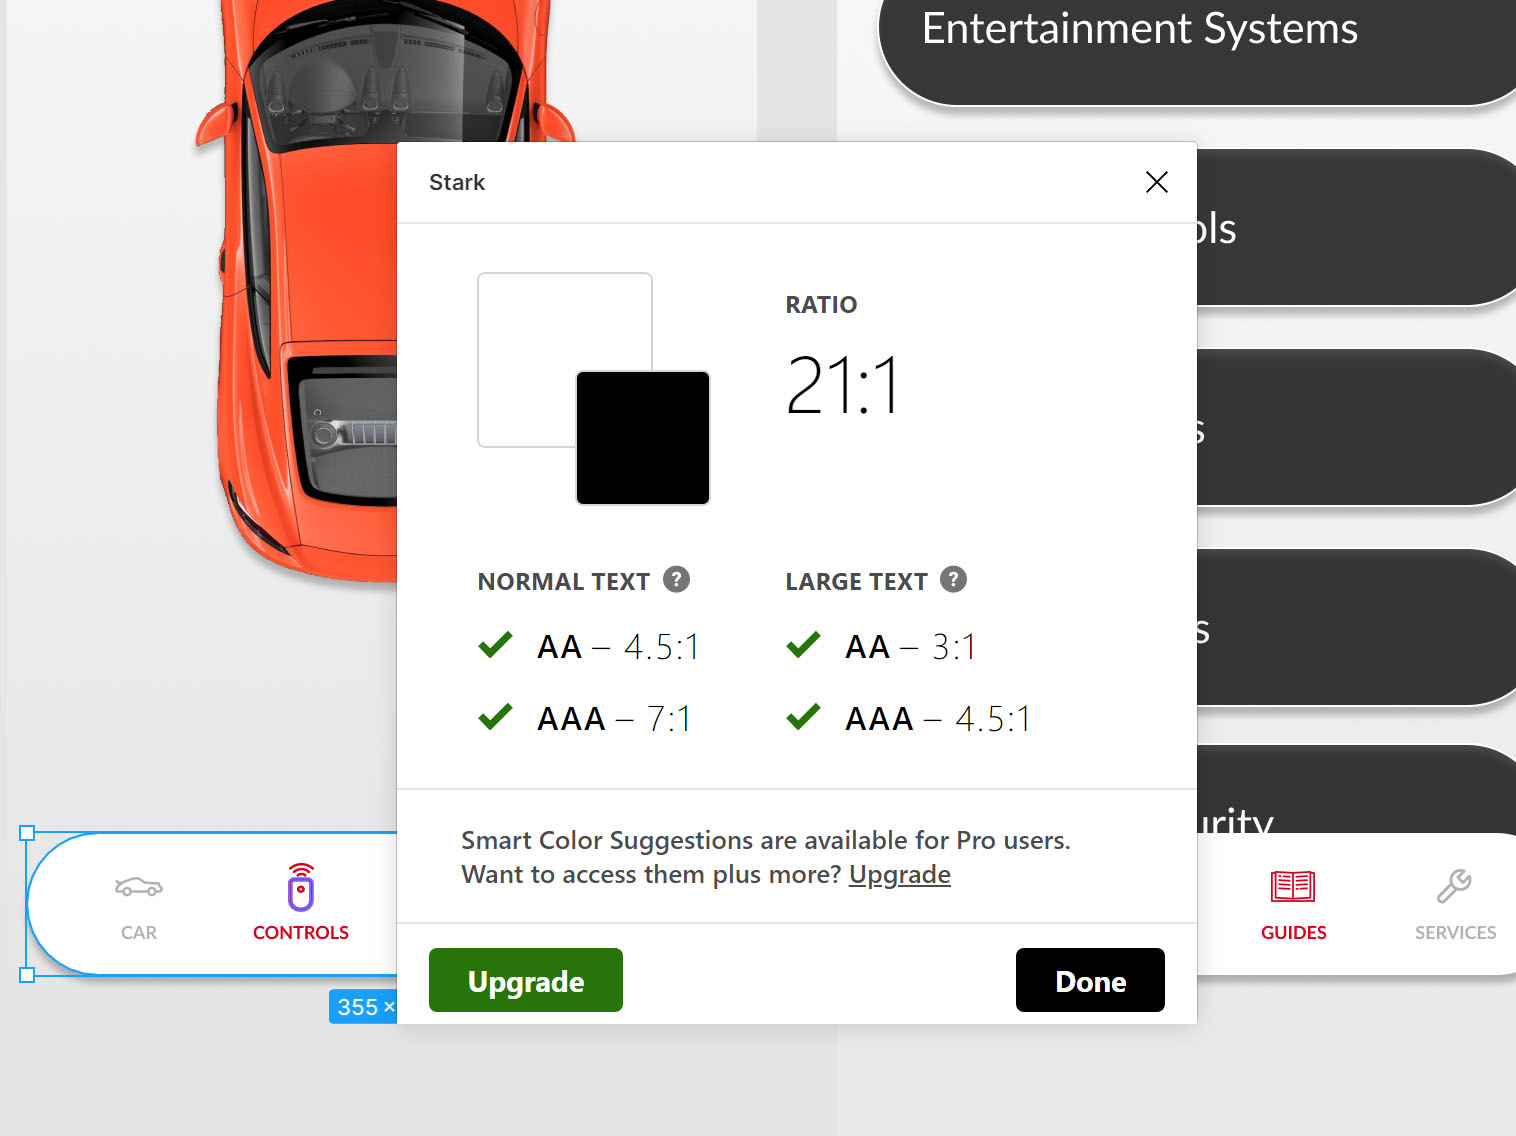 Entertainment Systems
Stark
RATIO
21:1
NORMAL TEXT ?
AA – 4.5:1
AAA – 7:1
LARGE TEXT ?
AA – 3:1
AAA – 4.5:1
Smart Color Suggestions are available for Pro users.
Want to access them plus more? Upgrade
Upgrade
Done
CAR
CONTROLS
355 ×
GUIDES
SERVICES